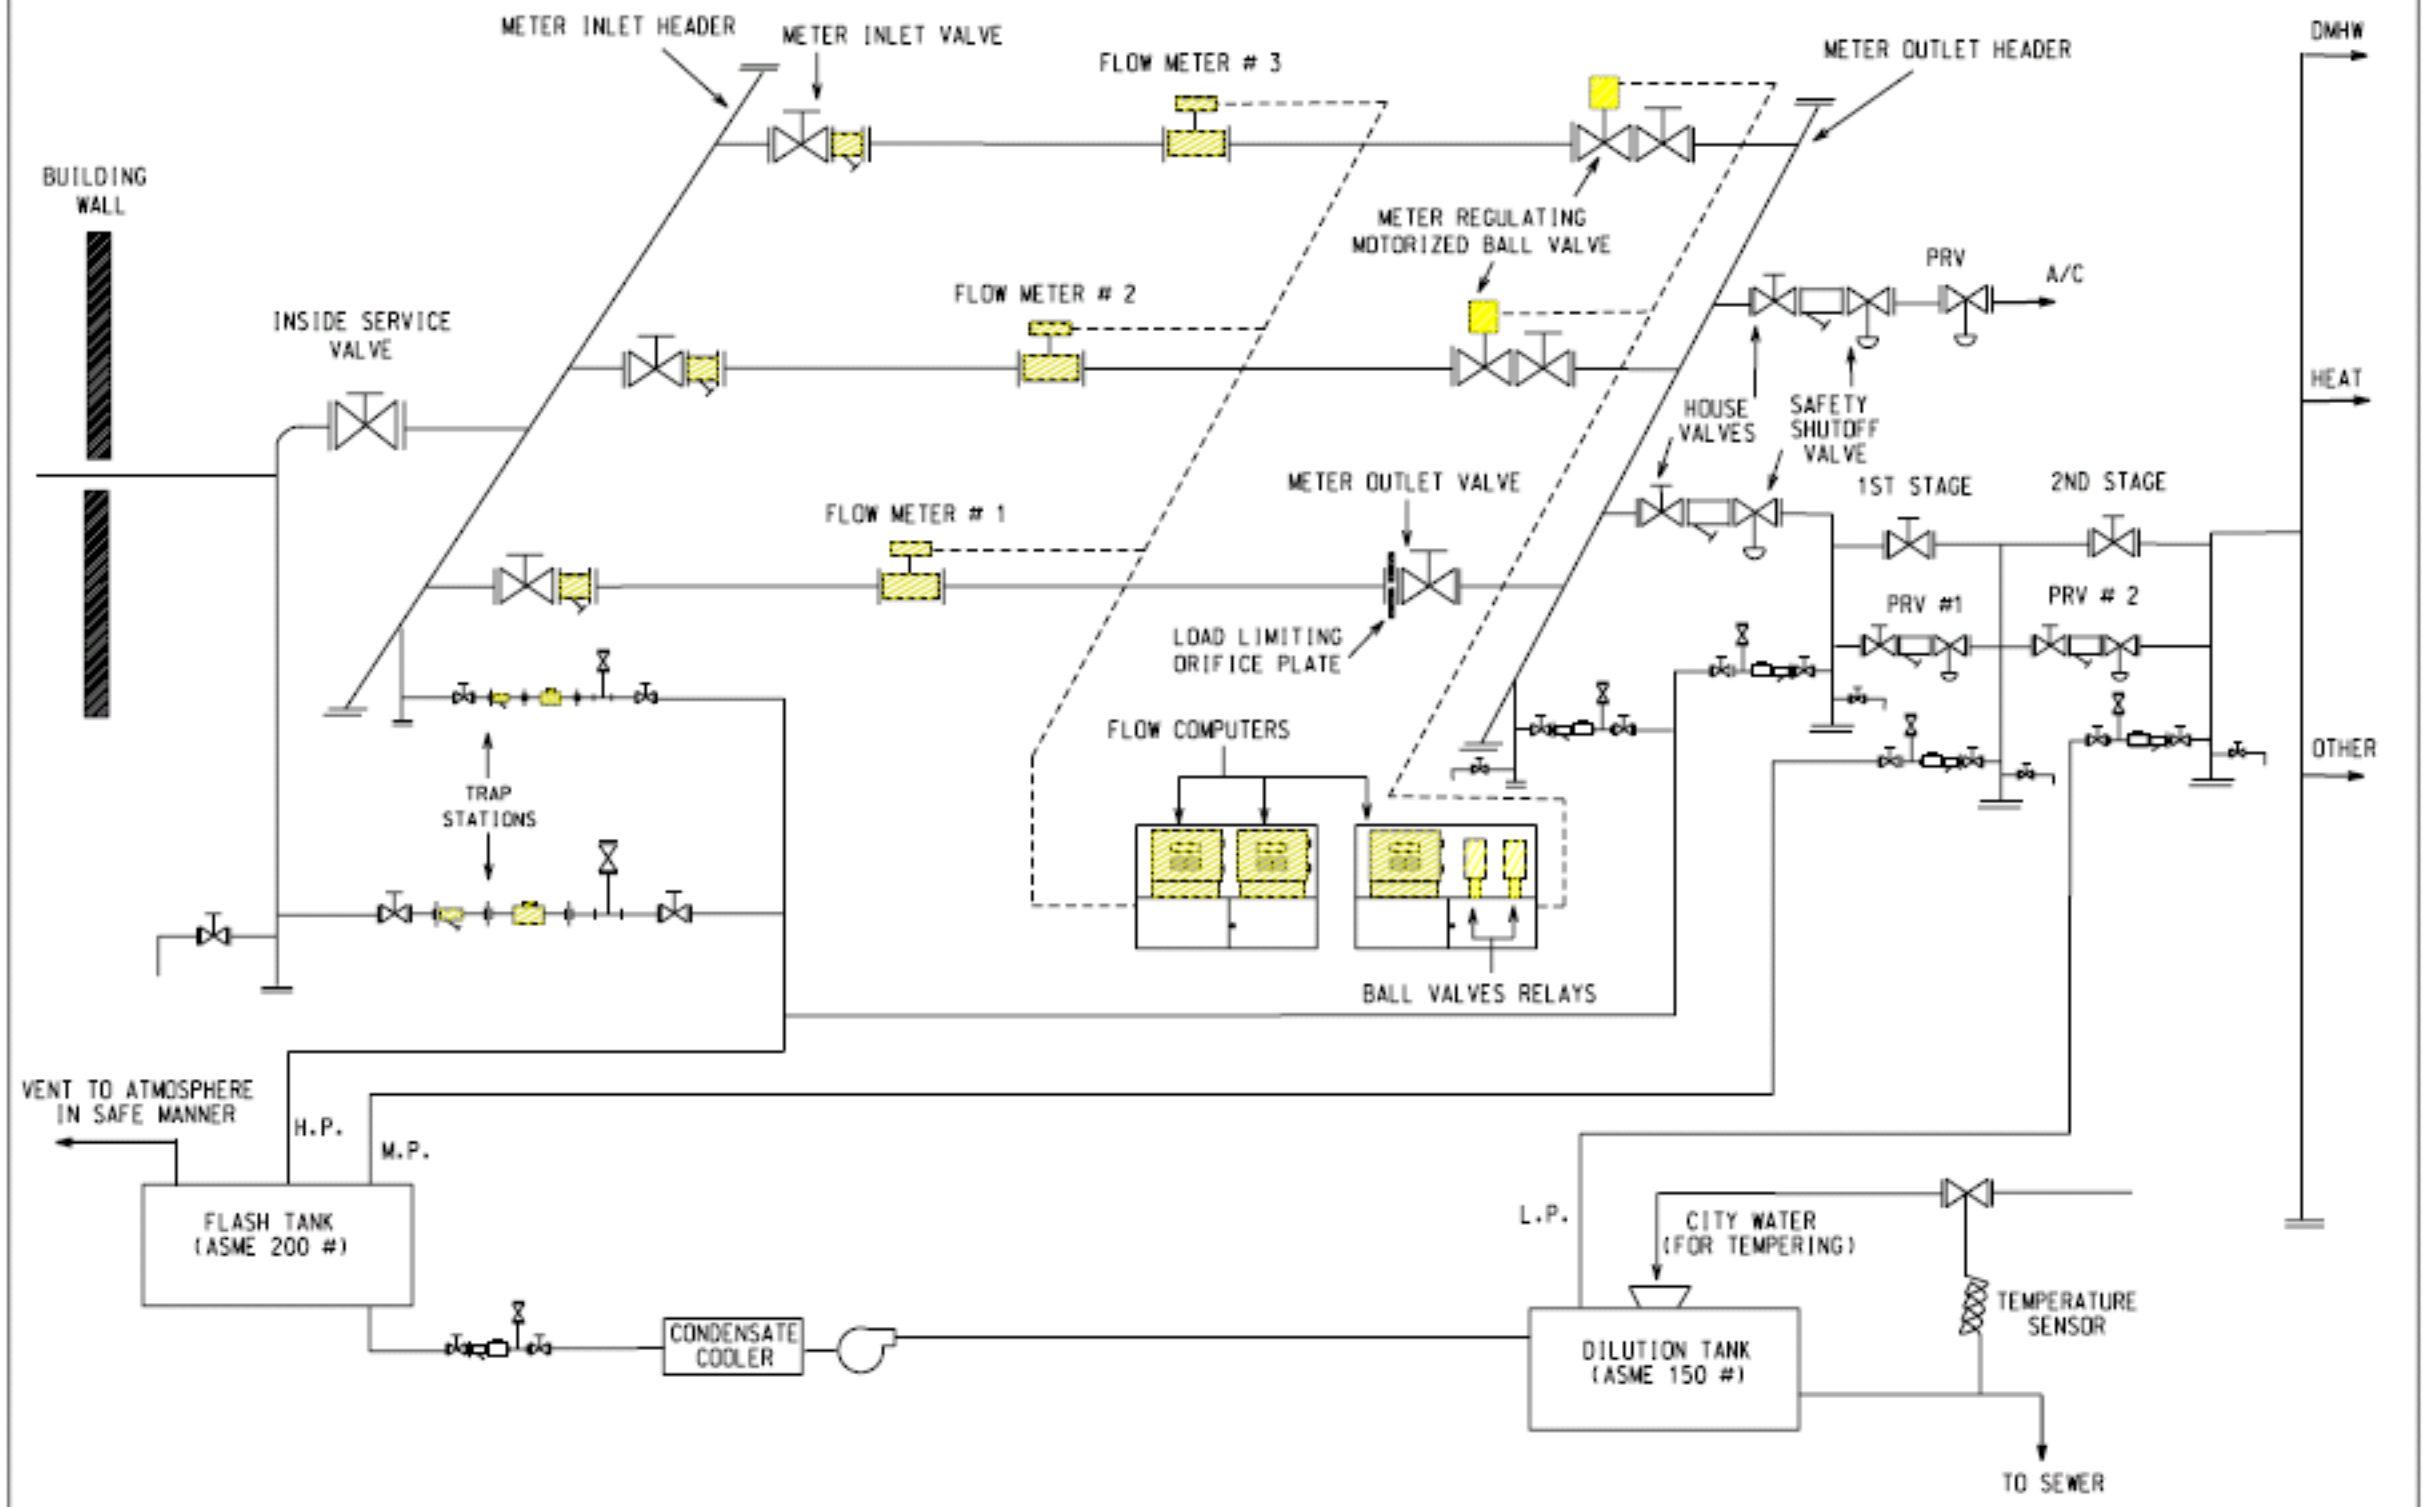 METER INLET HEADER
METER INLET VALVE
FLOW METER # 3
METER OUTLET HEADER
DMHW
BUILDING
WALL
METER REGULATING
MOTORIZED BALL VALVE
PRV
A/C
INSIDE SERVICE
VALVE
FLOW METER # 2
HEAT
HOUSE
VALVES
SAFETY
SHUTOFF
VALVE
FLOW METER # 1
METER OUTLET VALVE
1ST STAGE
2ND STAGE
PRV #1
PRV # 2
LOAD LIMITING
ORIFICE PLATE
FLOW COMPUTERS
OTHER
TRAP
STATIONS
BALL VALVES RELAYS
VENT TO ATMOSPHERE
IN SAFE MANNER
H.P.
M.P.
FLASH TANK
(ASME 200 #)
L.P.
CITY WATER
(FOR TEMPERING)
TEMPERATURE
SENSOR
CONDENSATE
COOLER
DILUTION TANK
(ASME 150 #)
TO SEWER